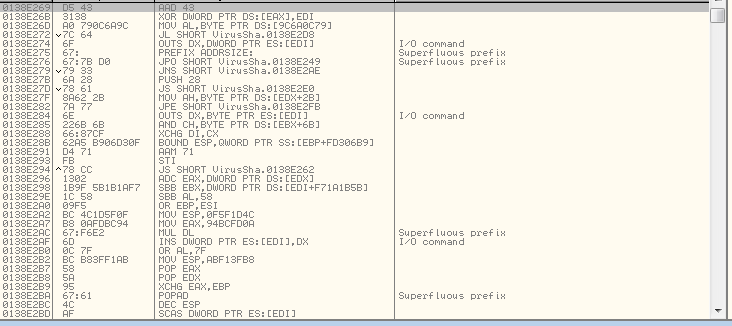 0138E269 D5 43 AAD 43
0138E26B 3138 XOR DWORD PTR DS:[EAX],EDI
0138E26D A0 790C6A9C MOV AL,BYTE PTR DS:[9C6A0C79]
0138E272 7C 64 JL SHORT VirusSha.0138E2D8
0138E274 6F OUTS DX,DWORD PTR ES:[EDI] I/O command
0138E275 67: PREFIX ADDRSIZE: Superfluous prefix
0138E276 67:7B D0 JPO SHORT VirusSha.0138E249 Superfluous prefix
0138E279 79 33 JNS SHORT VirusSha.0138E2AE
0138E27B 6A 28 PUSH 28
0138E27D 78 61 JS SHORT VirusSha.0138E2E0
0138E27F 8A62 2B MOV AH,BYTE PTR DS:[EDX+2B]
0138E282 7A 77 JPE SHORT VirusSha.0138E2FB
0138E284 6E OUTS DX,BYTE PTR ES:[EDI] I/O command
0138E285 226B 6B AND CH,BYTE PTR DS:[EBX+6B]
0138E288 66:87CF XCHG DI,CX
0138E28B 62A5 B906D30F BOUND ESP,QWORD PTR SS:[EBP+FD306B9]
0138E291 D4 71 AAM 71
0138E293 FB STI
0138E294 78 CC JS SHORT VirusSha.0138E262
0138E296 1302 ADC EAX,DWORD PTR DS:[EDX]
0138E298 1B9F 5B1B1AF7 SBB EBX,DWORD PTR DS:[EDI+F71A1B5B]
0138E29E 1C 58 SBB AL,58
0138E2A0 09F5 OR EBP,ESI
0138E2A2 BC 4C1D5F0F MOV ESP,0F5F1D4C
0138E2A7 B8 0AFDBC94 MOV EAX,94BCFD0A
0138E2AC 67:F6E2 MUL DL Superfluous prefix
0138E2AF 6D INS DWORD PTR ES:[EDI],DX I/O command
0138E2B0 0C 7F OR AL,7F
0138E2B2 BC B83FF1AB MOV ESP,ABF13FB8
0138E2B7 58 POP EAX
0138E2B8 5A POP EDX
0138E2B9 95 XCHG EAX,EBP
0138E2BA 67:61 POPAD Superfluous prefix
0138E2BC 4C DEC ESP
0138E2BD AF SCAS DWORD PTR ES:[EDI]